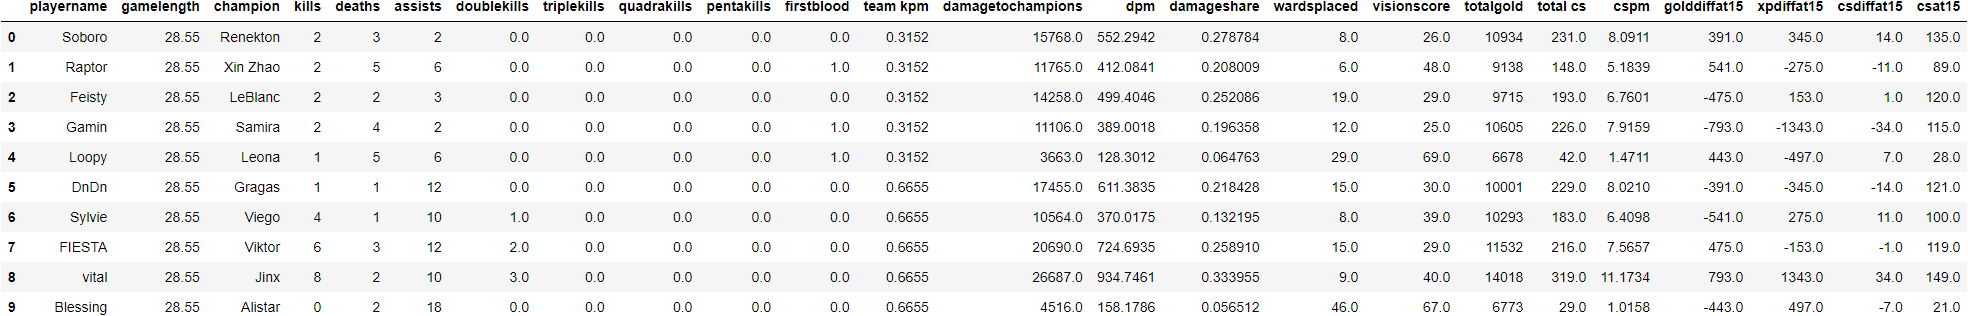 playername gamelength champion kills deaths assists doublekills triplekills quadrakills pentakills firstblood team kpm damagetochampions dpm damageshare wardsplaced visionscore totalgold total cs cspm golddiffat15 xpdiffat15 csdiffat15 csat15
0 Soboro 28.55 Renekton 2 3 2 0.0 0.0 0.0 0.0 0.0 0.3152 15768.0 552.2942 0.278784 8.0 26.0 10934 231.0 8.0911 391.0 345.0 14.0 135.0
1 Raptor 28.55 Xin Zhao 2 5 6 0.0 0.0 0.0 0.0 1.0 0.3152 11765.0 412.0841 0.208009 6.0 48.0 9138 148.0 5.1839 541.0 -275.0 -11.0 89.0
2 Feisty 28.55 LeBlanc 2 2 3 0.0 0.0 0.0 0.0 0.0 0.3152 14258.0 499.4046 0.252086 19.0 29.0 9715 193.0 6.7601 -475.0 153.0 1.0 120.0
3 Gamin 28.55 Samira 2 4 2 0.0 0.0 0.0 0.0 1.0 0.3152 11106.0 389.0018 0.196358 12.0 25.0 10605 226.0 7.9159 -793.0 -1343.0 -34.0 115.0
4 Loopy 28.55 Leona 1 5 6 0.0 0.0 0.0 0.0 1.0 0.3152 3663.0 128.3012 0.064763 29.0 69.0 6678 42.0 1.4711 443.0 -497.0 7.0 28.0
5 DnDn 28.55 Gragas 1 1 12 0.0 0.0 0.0 0.0 0.0 0.6655 17455.0 611.3835 0.218428 15.0 30.0 10001 229.0 8.0210 -391.0 -345.0 -14.0 121.0
6 Sylvie 28.55 Viego 4 1 10 1.0 0.0 0.0 0.0 0.0 0.6655 10564.0 370.0175 0.132195 8.0 39.0 10293 183.0 6.4098 -541.0 275.0 11.0 100.0
7 FIESTA 28.55 Viktor 6 3 12 2.0 0.0 0.0 0.0 0.0 0.6655 20690.0 724.6935 0.258910 15.0 29.0 11532 216.0 7.5657 475.0 -153.0 -1.0 119.0
8 vital 28.55 Jinx 8 2 10 3.0 0.0 0.0 0.0 0.0 0.6655 26687.0 934.7461 0.333955 9.0 40.0 14018 319.0 11.1734 793.0 1343.0 34.0 149.0
9 Blessing 28.55 Alistar 0 2 18 0.0 0.0 0.0 0.0 0.0 0.6655 4516.0 158.1786 0.056512 46.0 67.0 6773 29.0 1.0158 -443.0 497.0 -7.0 21.0